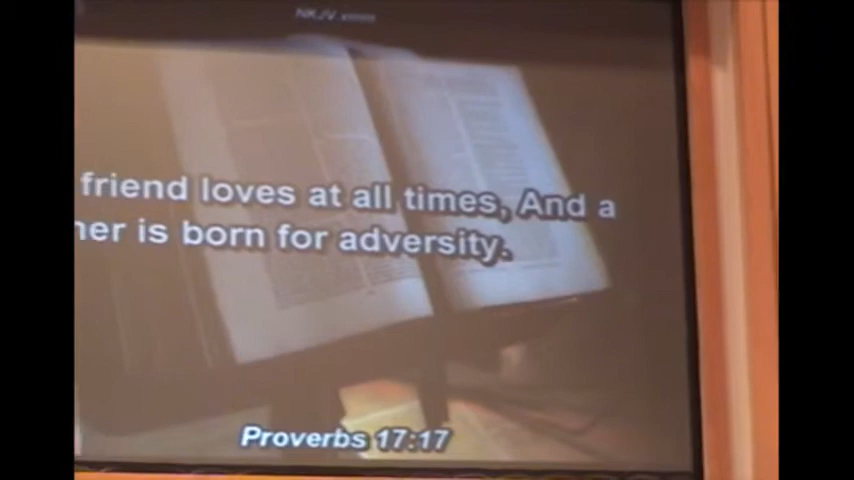 friend loves at all times, And a
her is born for adversity.
Proverbs 17:17